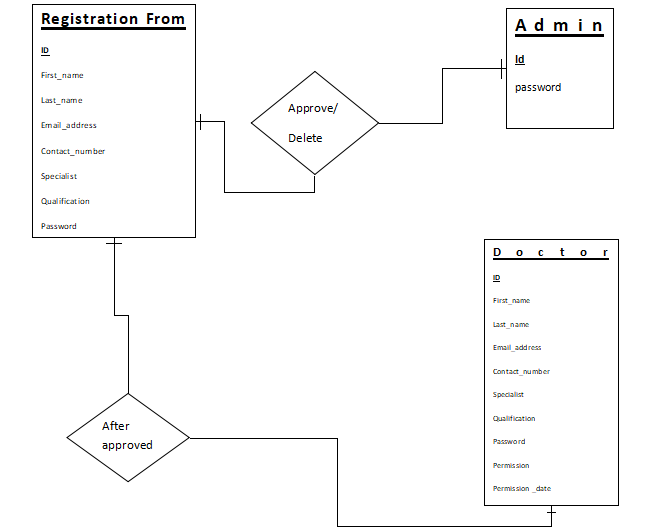 Registration From
ID
First_name
Last_name
Email_address
Contact_number
Specialist
Qualification
Password
Approve/
Delete
Admin
Id
password
After
approved
Doctor
ID
First_name
Last_name
Email_address
Contact_number
Specialist
Qualification
Password
Permission
Permission _date